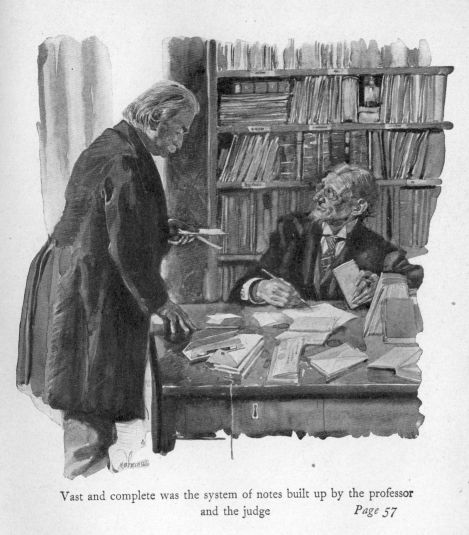 Vast and complete was the system of notes built up by the professor
and the judge Page 57